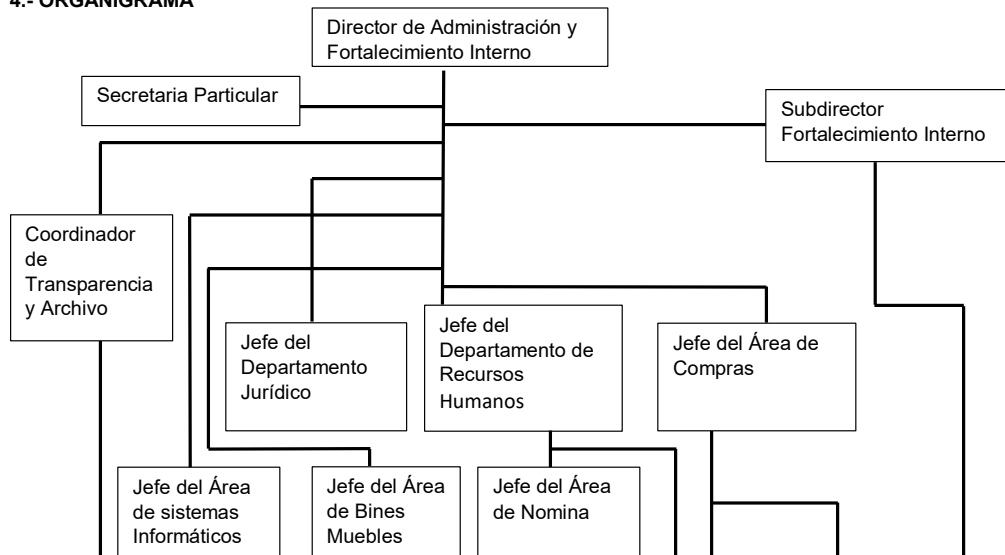 4.- ORGANIGRAMA
Director de Administración y
Fortalecimiento Interno
Secretaria Particular
Subdirector
Fortalecimiento Interno
Coordinador
de
Transparencia
y Archivo
Jefe del
Departamento
Jurídico
Jefe del
Departamento de
Recursos
Humanos
Jefe del Área de
Compras
Jefe del Área
de sistemas
Informáticos
Jefe del Área
de Bines
Muebles
Jefe del Área
de Nomina